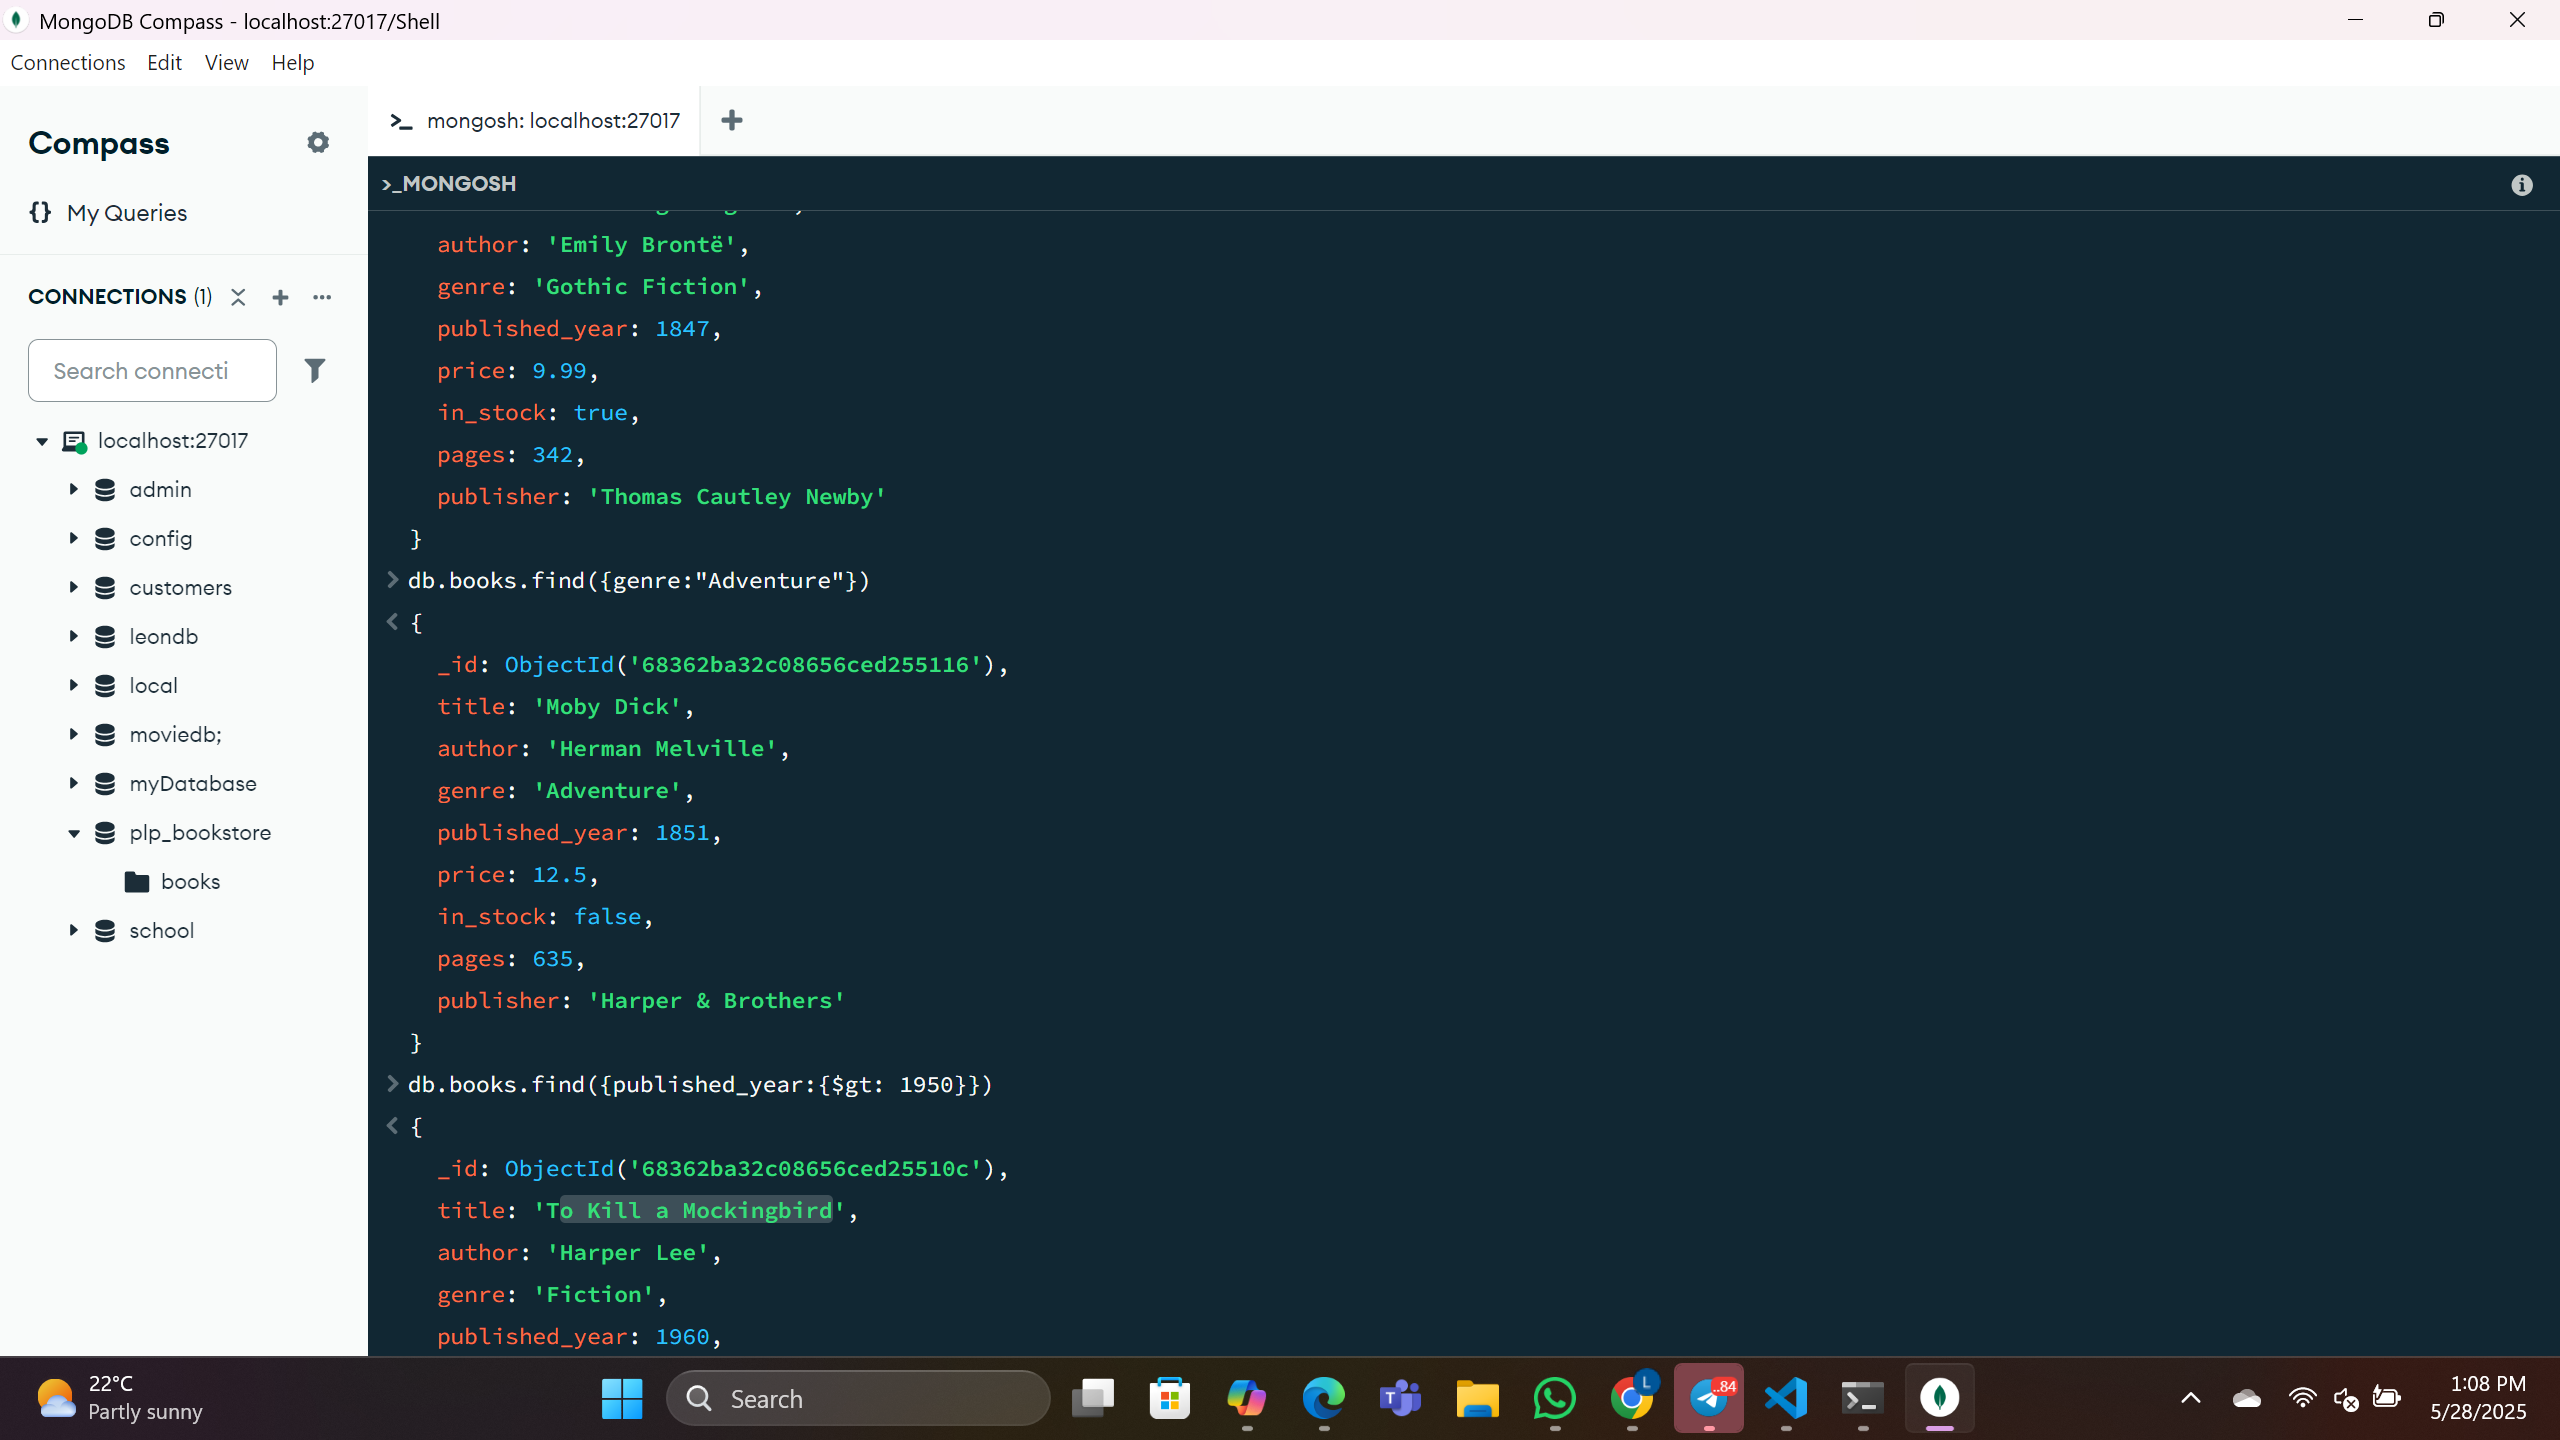 MongoDB Compass - localhost:27017/Shell
Connections Edit View Help
Compass
{} My Queries
CONNECTIONS (1)
Search connecti
localhost:27017
admin
config
customers
leondb
local
moviedb;
myDatabase
plp_bookstore
books
school
mongosh: localhost:27017
>_MONGOSH
author: 'Emily Brontë',
genre: 'Gothic Fiction',
published_year: 1847,
price: 9.99,
in_stock: true,
pages: 342,
publisher: 'Thomas Cautley Newby'
}
> db.books.find({genre:"Adventure"})
< {
_id: ObjectId('68362ba32c08656ced255116'),
title: 'Moby Dick',
author: 'Herman Melville',
genre: 'Adventure',
published_year: 1851,
price: 12.5,
in_stock: false,
pages: 635,
publisher: 'Harper & Brothers'
}
> db.books.find({published_year:{$gt: 1950}})
< {
_id: ObjectId('68362ba32c08656ced25510c'),
title: 'To Kill a Mockingbird',
author: 'Harper Lee',
genre: 'Fiction',
published_year: 1960,
22°C
Partly sunny
Search
L
..84
1:08 PM
5/28/2025